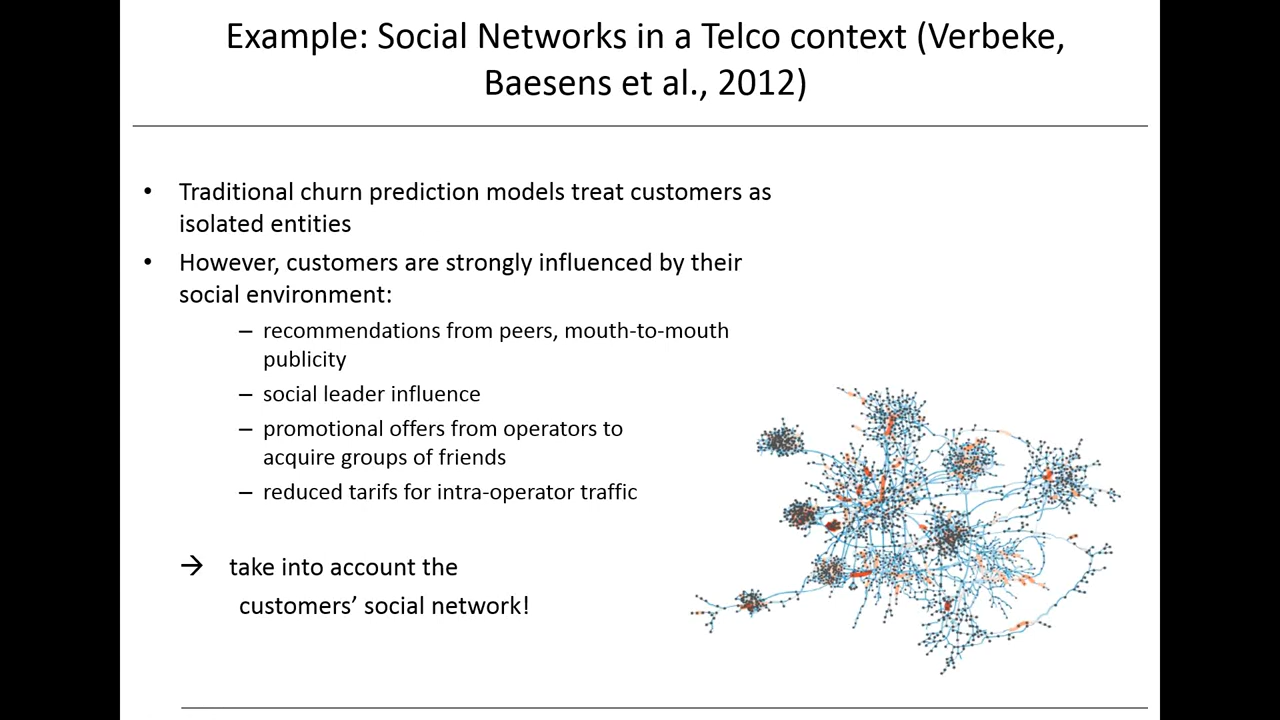 Example: Social Networks in a Telco context (Verbeke,
Baesens et al., 2012)
• Traditional churn prediction models treat customers as
isolated entities
• However, customers are strongly influenced by their
social environment:
– recommendations from peers, mouth-to-mouth
publicity
– social leader influence
– promotional offers from operators to
acquire groups of friends
– reduced tarifs for intra-operator traffic
→ take into account the
customers’ social network!